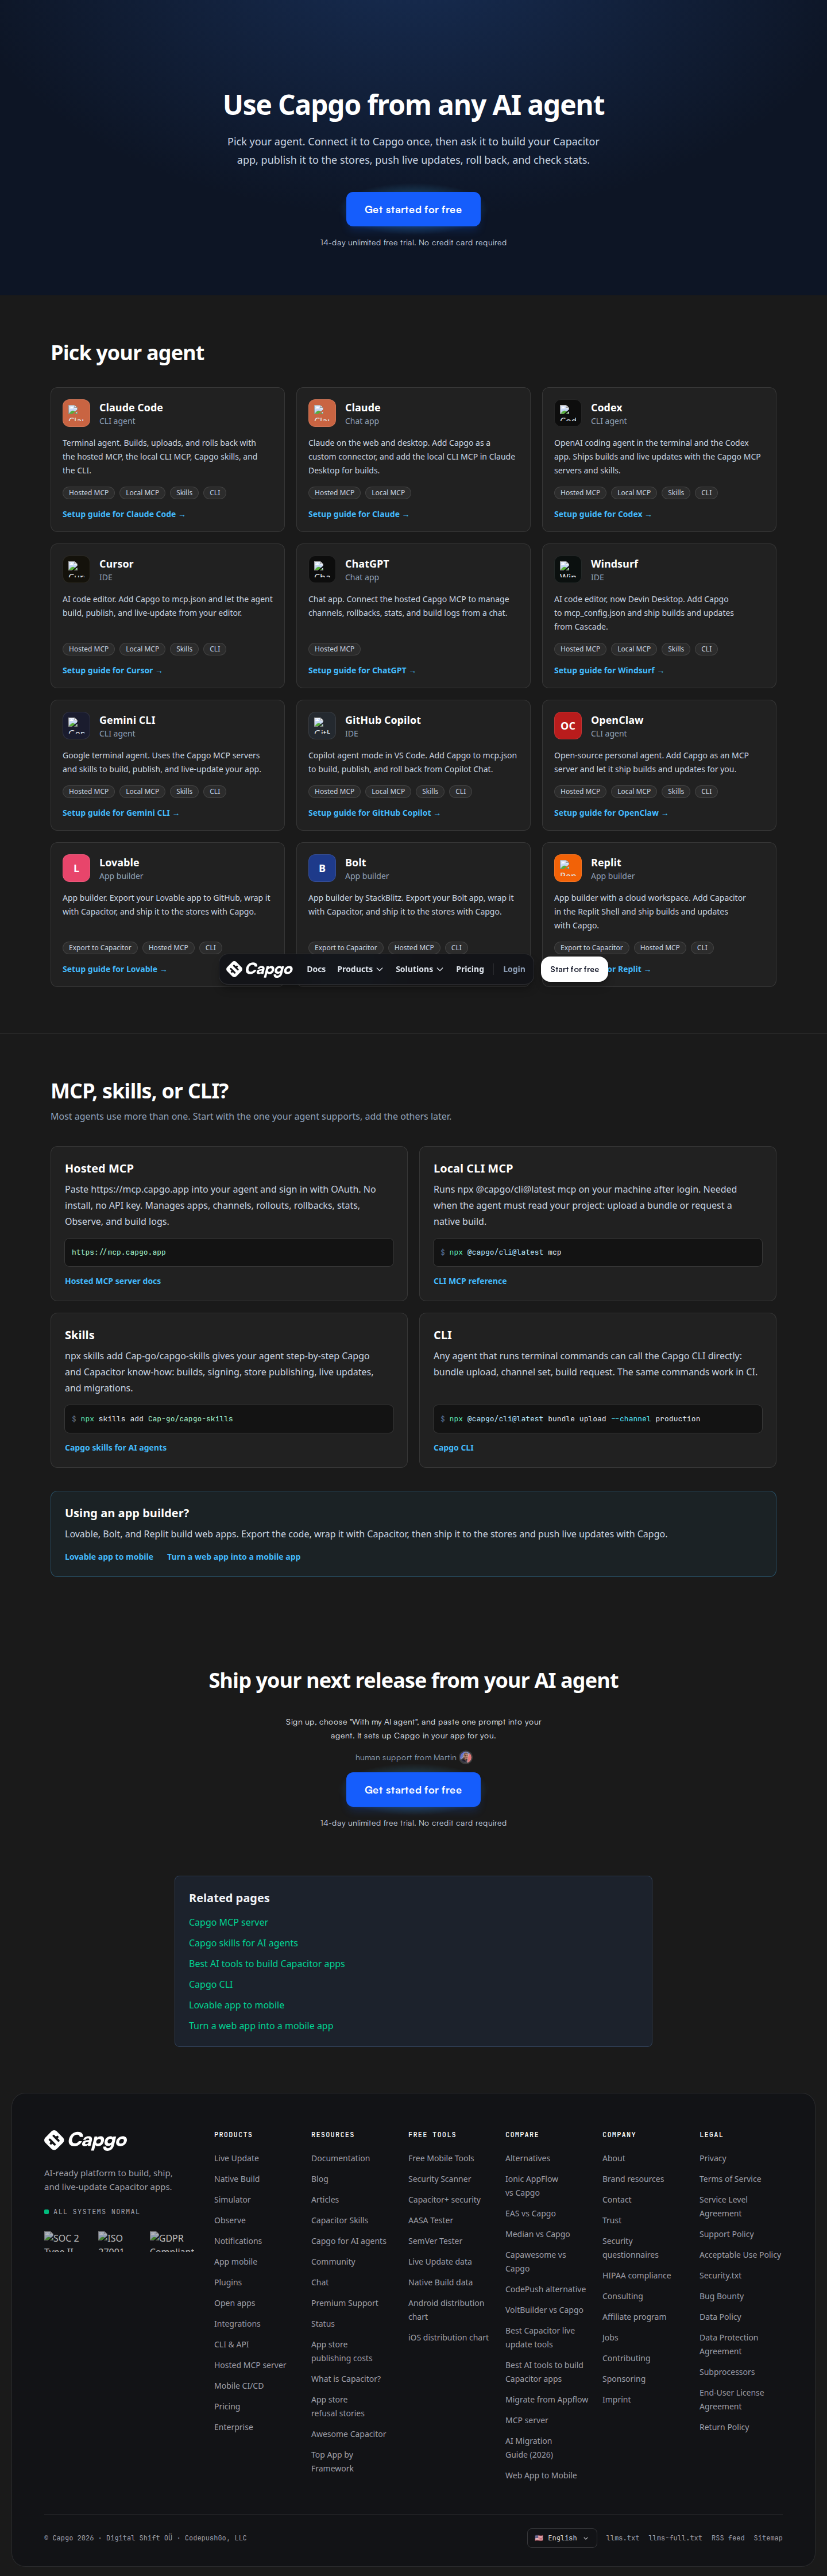 Use Capgo from any AI agent
Pick your agent. Connect it to Capgo once, then ask it to build your Capacitor
app, publish it to the stores, push live updates, roll back, and check stats.
Get started for free
14-day unlimited free trial. No credit card required
Pick your agent
Claude Code
CLI agent
Terminal agent. Builds, uploads, and rolls back with
the hosted MCP, the local CLI MCP, Capgo skills, and
the CLI.
Hosted MCP Local MCP Skills CLI
Setup guide for Claude Code →
Claude
Chat app
Claude on the web and desktop. Add Capgo as a
custom connector, and add the local CLI MCP in Claude
Desktop for builds.
Hosted MCP Local MCP
Setup guide for Claude →
Codex
CLI agent
OpenAI coding agent in the terminal and the Codex
app. Ships builds and live updates with the Capgo MCP
servers and skills.
Hosted MCP Local MCP Skills CLI
Setup guide for Codex →
Cursor
IDE
AI code editor. Add Capgo to mcp.json and let the agent
build, publish, and live-update from your editor.
Hosted MCP Local MCP Skills CLI
Setup guide for Cursor →
ChatGPT
Chat app
Chat app. Connect the hosted Capgo MCP to manage
channels, rollbacks, stats, and build logs from a chat.
Hosted MCP
Setup guide for ChatGPT →
Windsurf
IDE
AI code editor, now Devin Desktop. Add Capgo
to mcp_config.json and ship builds and updates
from Cascade.
Hosted MCP Local MCP Skills CLI
Setup guide for Windsurf →
Gemini CLI
CLI agent
Google terminal agent. Uses the Capgo MCP servers
and skills to build, publish, and live-update your app.
Hosted MCP Local MCP Skills CLI
Setup guide for Gemini CLI →
GitHub Copilot
IDE
Copilot agent mode in VS Code. Add Capgo to mcp.json
to build, publish, and roll back from Copilot Chat.
Hosted MCP Local MCP Skills CLI
Setup guide for GitHub Copilot →
OC
OpenClaw
CLI agent
Open-source personal agent. Add Capgo as an MCP
server and let it ship builds and updates for you.
Hosted MCP Local MCP Skills CLI
Setup guide for OpenClaw →
L
Lovable
App builder
App builder. Export your Lovable app to GitHub, wrap it
with Capacitor, and ship it to the stores with Capgo.
Export to Capacitor Hosted MCP CLI
Setup guide for Lovable →
B
Bolt
App builder
App builder by StackBlitz. Export your Bolt app, wrap it
with Capacitor, and ship it to the stores with Capgo.
Export to Capacitor Hosted MCP CLI
Replit
App builder
App builder with a cloud workspace. Add Capacitor
in the Replit Shell and ship builds and updates
with Capgo.
Export to Capacitor Hosted MCP CLI
or Replit →
Capgo Docs Products Solutions Pricing Login Start for free
MCP, skills, or CLI?
Most agents use more than one. Start with the one your agent supports, add the others later.
Hosted MCP
Paste https://mcp.capgo.app into your agent and sign in with OAuth. No
install, no API key. Manages apps, channels, rollouts, rollbacks, stats,
Observe, and build logs.
https://mcp.capgo.app
Hosted MCP server docs
Local CLI MCP
Runs npx @capgo/cli@latest mcp on your machine after login. Needed
when the agent must read your project: upload a bundle or request a
native build.
$ npx @capgo/cli@latest mcp
CLI MCP reference
Skills
npx skills add Cap-go/capgo-skills gives your agent step-by-step Capgo
and Capacitor know-how: builds, signing, store publishing, live updates,
and migrations.
$ npx skills add Cap-go/capgo-skills
Capgo skills for AI agents
CLI
Any agent that runs terminal commands can call the Capgo CLI directly:
bundle upload, channel set, build request. The same commands work in CI.
$ npx @capgo/cli@latest bundle upload --channel production
Capgo CLI
Using an app builder?
Lovable, Bolt, and Replit build web apps. Export the code, wrap it with Capacitor, then ship it to the stores and push live updates with Capgo.
Lovable app to mobile Turn a web app into a mobile app
Ship your next release from your AI agent
Sign up, choose "With my AI agent", and paste one prompt into your
agent. It sets up Capgo in your app for you.
human support from Martin
Get started for free
14-day unlimited free trial. No credit card required
Related pages
Capgo MCP server
Capgo skills for AI agents
Best AI tools to build Capacitor apps
Capgo CLI
Lovable app to mobile
Turn a web app into a mobile app
Capgo
AI-ready platform to build, ship,
and live-update Capacitor apps.
ALL SYSTEMS NORMAL
SOC 2
ISO
GDPR
PRODUCTS
Live Update
Native Build
Simulator
Observe
Notifications
App mobile
Plugins
Open apps
Integrations
CLI & API
Hosted MCP server
Mobile CI/CD
Pricing
Enterprise
RESOURCES
Documentation
Blog
Articles
Capacitor Skills
Capgo for AI agents
Community
Chat
Premium Support
Status
App store
publishing costs
What is Capacitor?
App store
refusal stories
Awesome Capacitor
Top App by
Framework
FREE TOOLS
Free Mobile Tools
Security Scanner
Capacitor+ security
AASA Tester
SemVer Tester
Live Update data
Native Build data
Android distribution
chart
iOS distribution chart
COMPARE
Alternatives
Ionic AppFlow
vs Capgo
EAS vs Capgo
Median vs Capgo
Capawesome vs
Capgo
CodePush alternative
VoltBuilder vs Capgo
Best Capacitor live
update tools
Best AI tools to build
Capacitor apps
Migrate from Appflow
MCP server
AI Migration
Guide (2026)
Web App to Mobile
COMPANY
About
Brand resources
Contact
Trust
Security
questionnaires
HIPAA compliance
Consulting
Affiliate program
Jobs
Contributing
Sponsoring
Imprint
LEGAL
Privacy
Terms of Service
Service Level
Agreement
Support Policy
Acceptable Use Policy
Security.txt
Bug Bounty
Data Policy
Data Protection
Agreement
Subprocessors
End-User License
Agreement
Return Policy
© Capgo 2026 · Digital Shift OÜ · CodepushGo, LLC
English llms.txt llms-full.txt RSS feed Sitemap